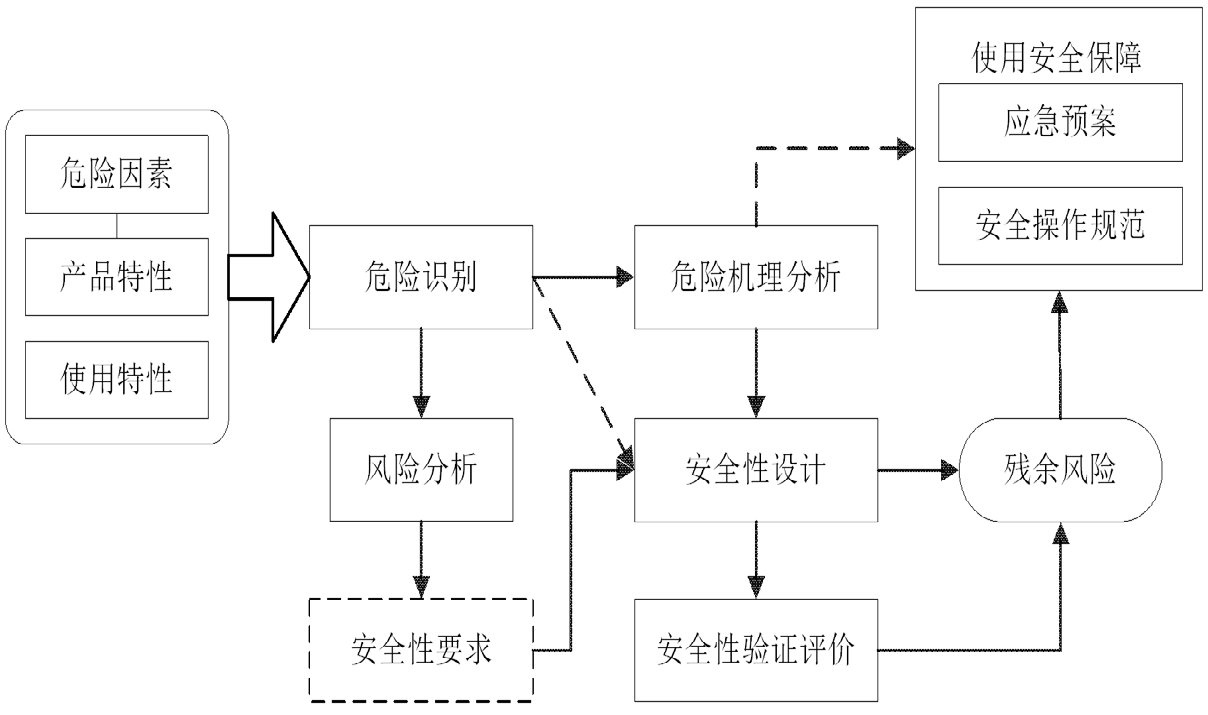 危险因素
产品特性
使用特性
危险识别
风险分析
安全性要求
危险机理分析
安全性设计
安全性验证评价
使用安全保障
应急预案
安全操作规范
残余风险